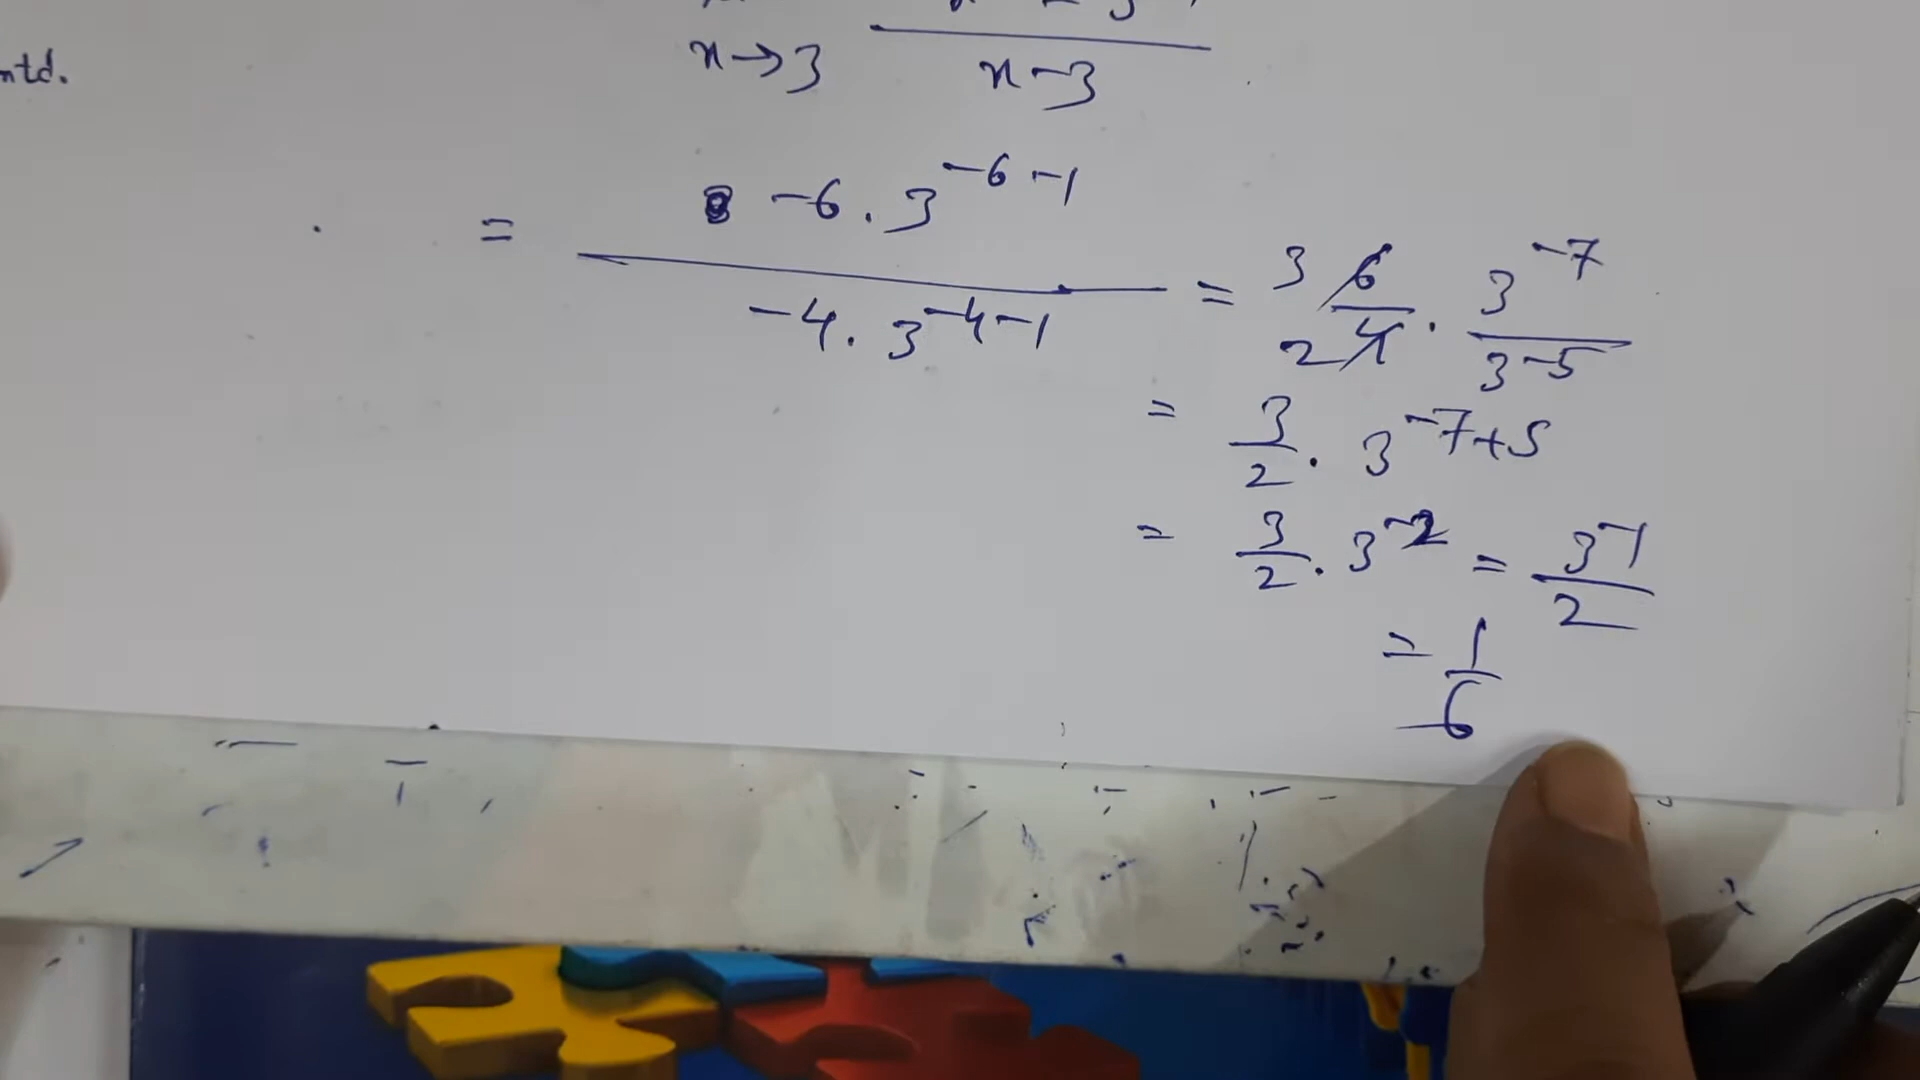 ntd.
x→3 x-3
= -6.3^{-6-1} / -4.3^{-4-1} = 3 6 / 2 4 . 3^{-7} / 3^{-5}
= 3/2 . 3^{-7+5}
= 3/2 . 3^{-2} = 3^{-1}/2
= 1/6